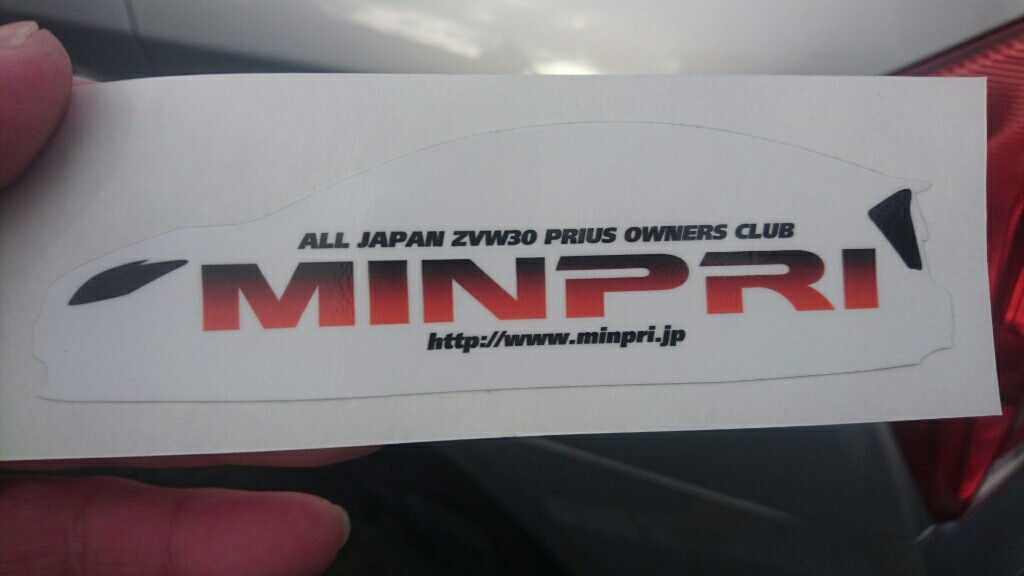 ALL JAPAN ZVW30 PRIUS OWNERS CLUB
MINPRI
http://www.minpri.jp